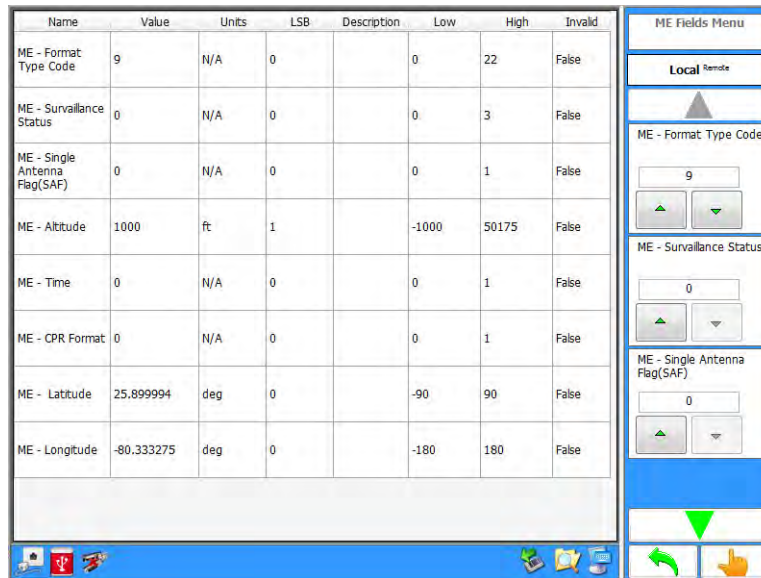 Name Value Units LSB Description Low High Invalid
ME - Format
Type Code 9 N/A 0 0 22 False
ME - Survaillance
Status 0 N/A 0 0 3 False
ME - Single
Antenna
Flag(SAF) 0 N/A 0 0 1 False
ME - Altitude 1000 ft 1 -1000 50175 False
ME - Time 0 N/A 0 0 1 False
ME - CPR Format 0 N/A 0 0 1 False
ME - Latitude 25.899994 deg 0 -90 90 False
ME - Longitude -80.333275 deg 0 -180 180 False
ME Fields Menu
Local Remote
ME - Format Type Code
9
ME - Survaillance Status
0
ME - Single Antenna
Flag(SAF)
0